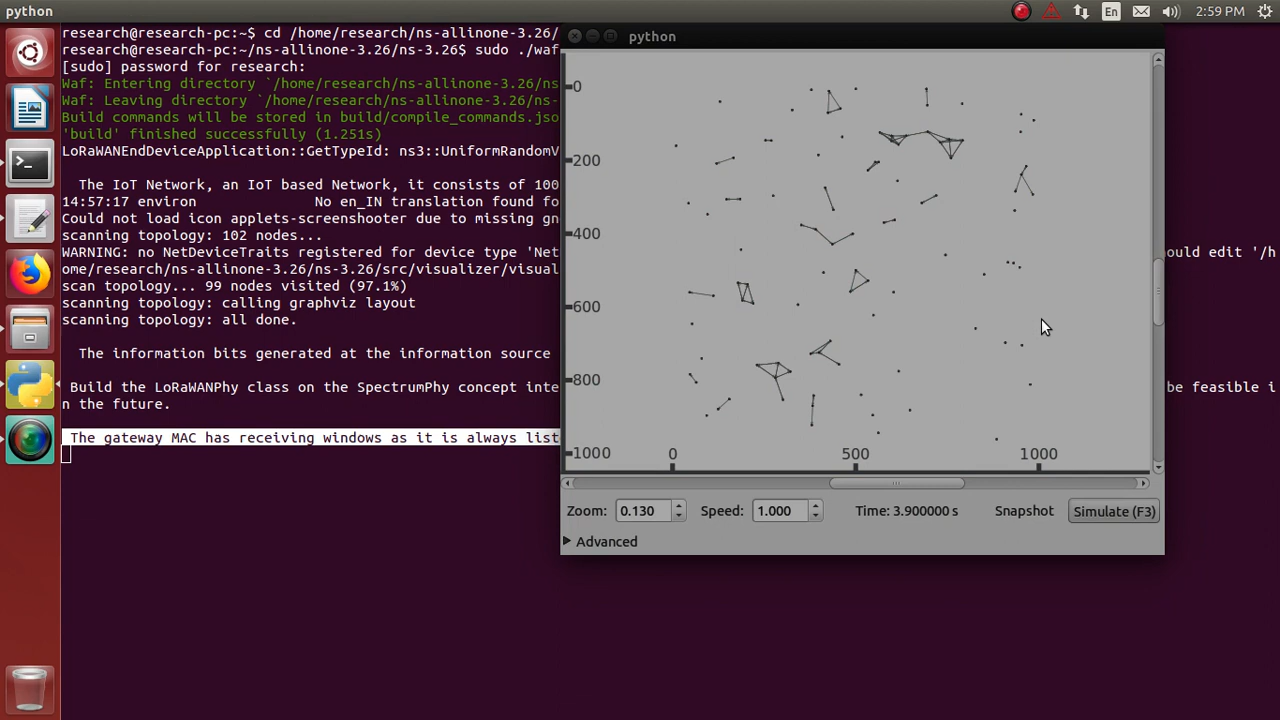 python
En
2:59 PM
research@research-pc:~$ cd /home/research/ns-allinone-3.26/
research@research-pc:~/ns-allinone-3.26/ns-3.26$ sudo ./waf
[sudo] password for research:
Waf: Entering directory `/home/research/ns-allinone-3.26/ns
Waf: Leaving directory `/home/research/ns-allinone-3.26/ns-
Build commands will be stored in build/compile_commands.jso
'build' finished successfully (1.251s)
LoRaWANEndDeviceApplication::GetTypeId: ns3::UniformRandomV
The IoT Network, an IoT based Network, it consists of 100
14:57:17 environ No en_IN translation found fo
Could not load icon applets-screenshooter due to missing gn
scanning topology: 102 nodes...
WARNING: no NetDeviceTraits registered for device type 'Net
ould edit '/h
ome/research/ns-allinone-3.26/ns-3.26/src/visualizer/visual
scan topology... 99 nodes visited (97.1%)
scanning topology: calling graphviz layout
scanning topology: all done.
The information bits generated at the information source
Build the LoRaWANPhy class on the SpectrumPhy concept inte
be feasible i
n the future.
The gateway MAC has receiving windows as it is always list
python
0
200
400
600
800
1000
0
500
1000
Zoom: 0.130 Speed: 1.000 Time: 3.900000 s Snapshot Simulate (F3)
Advanced